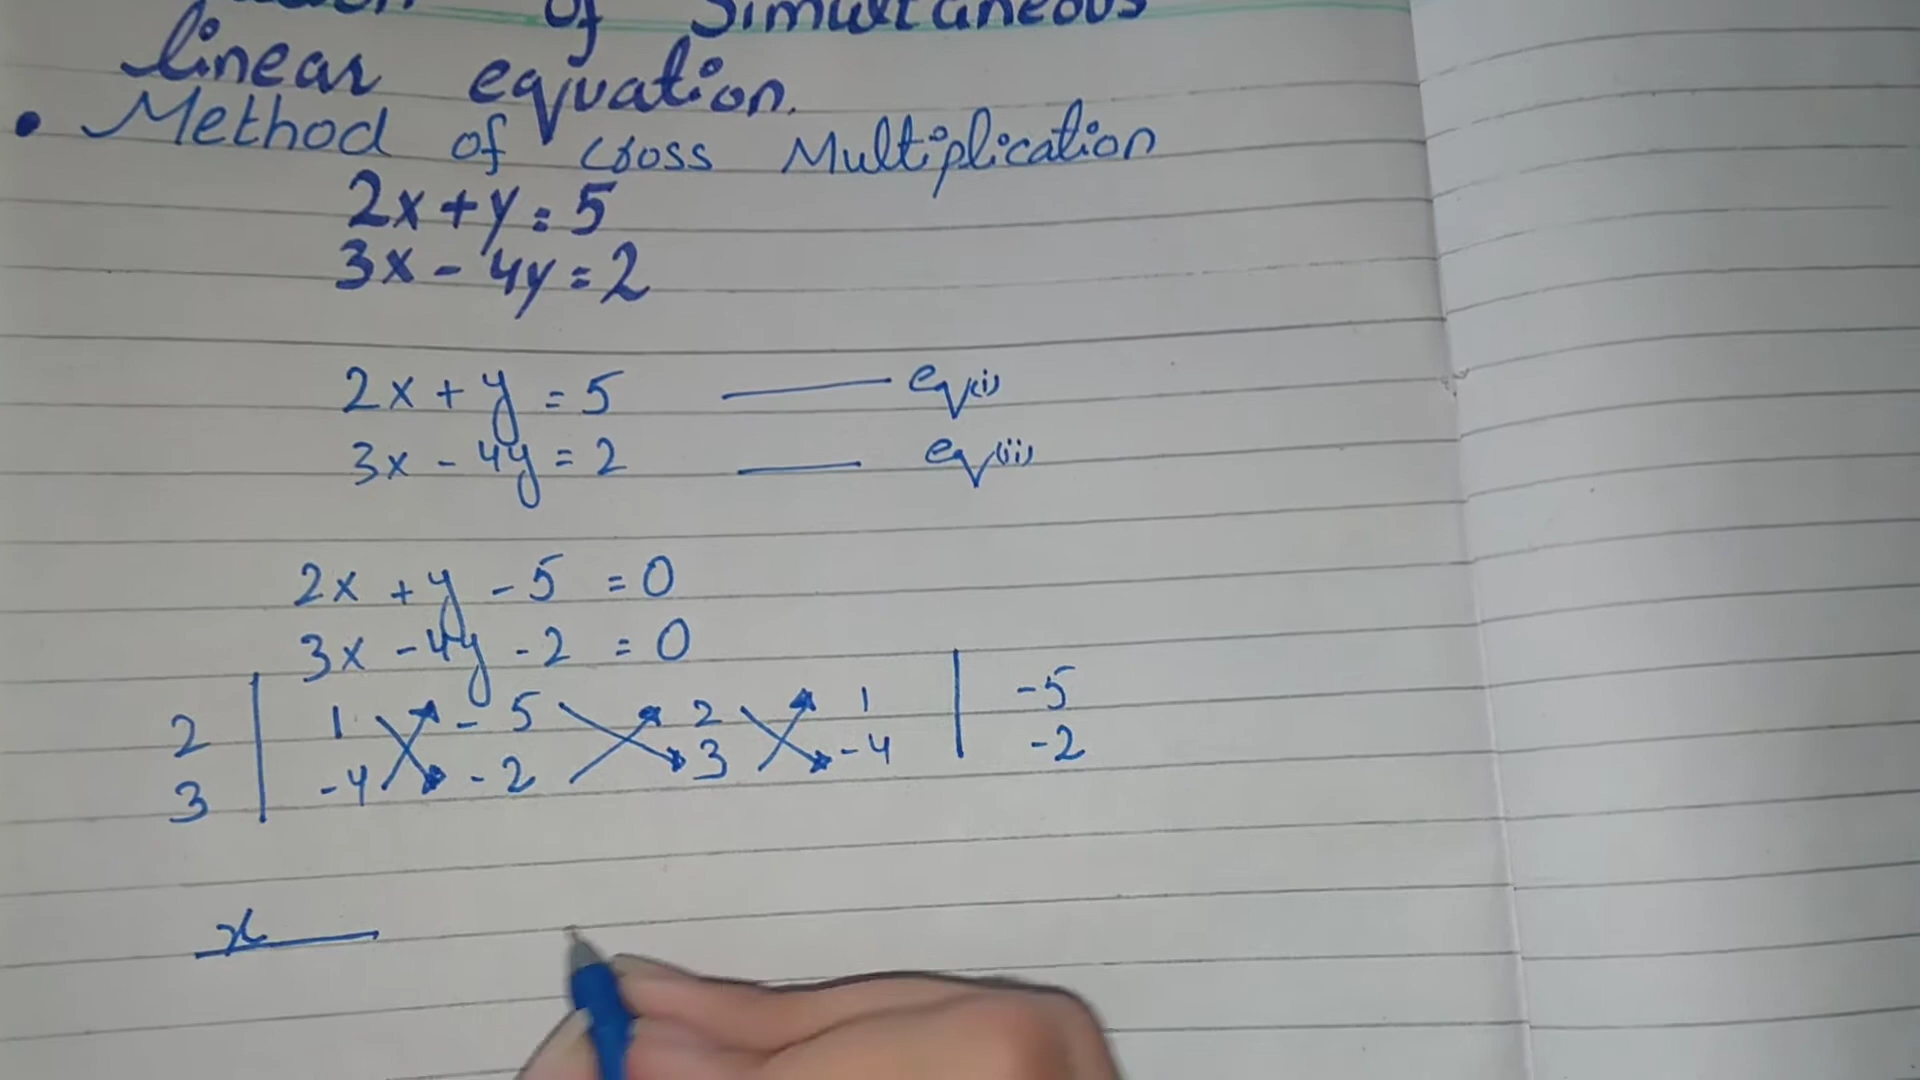 of Simultaneous
linear equation.
• Method of cross Multiplication
2x + y = 5
3x - 4y = 2
2x + y = 5 —— eq(i)
3x - 4y = 2 —— eq(ii)
2x + y - 5 = 0
3x - 4y - 2 = 0
2 | 1 - 5 2 1 | -5
3 | -4 - 2 3 -4 | -2
x